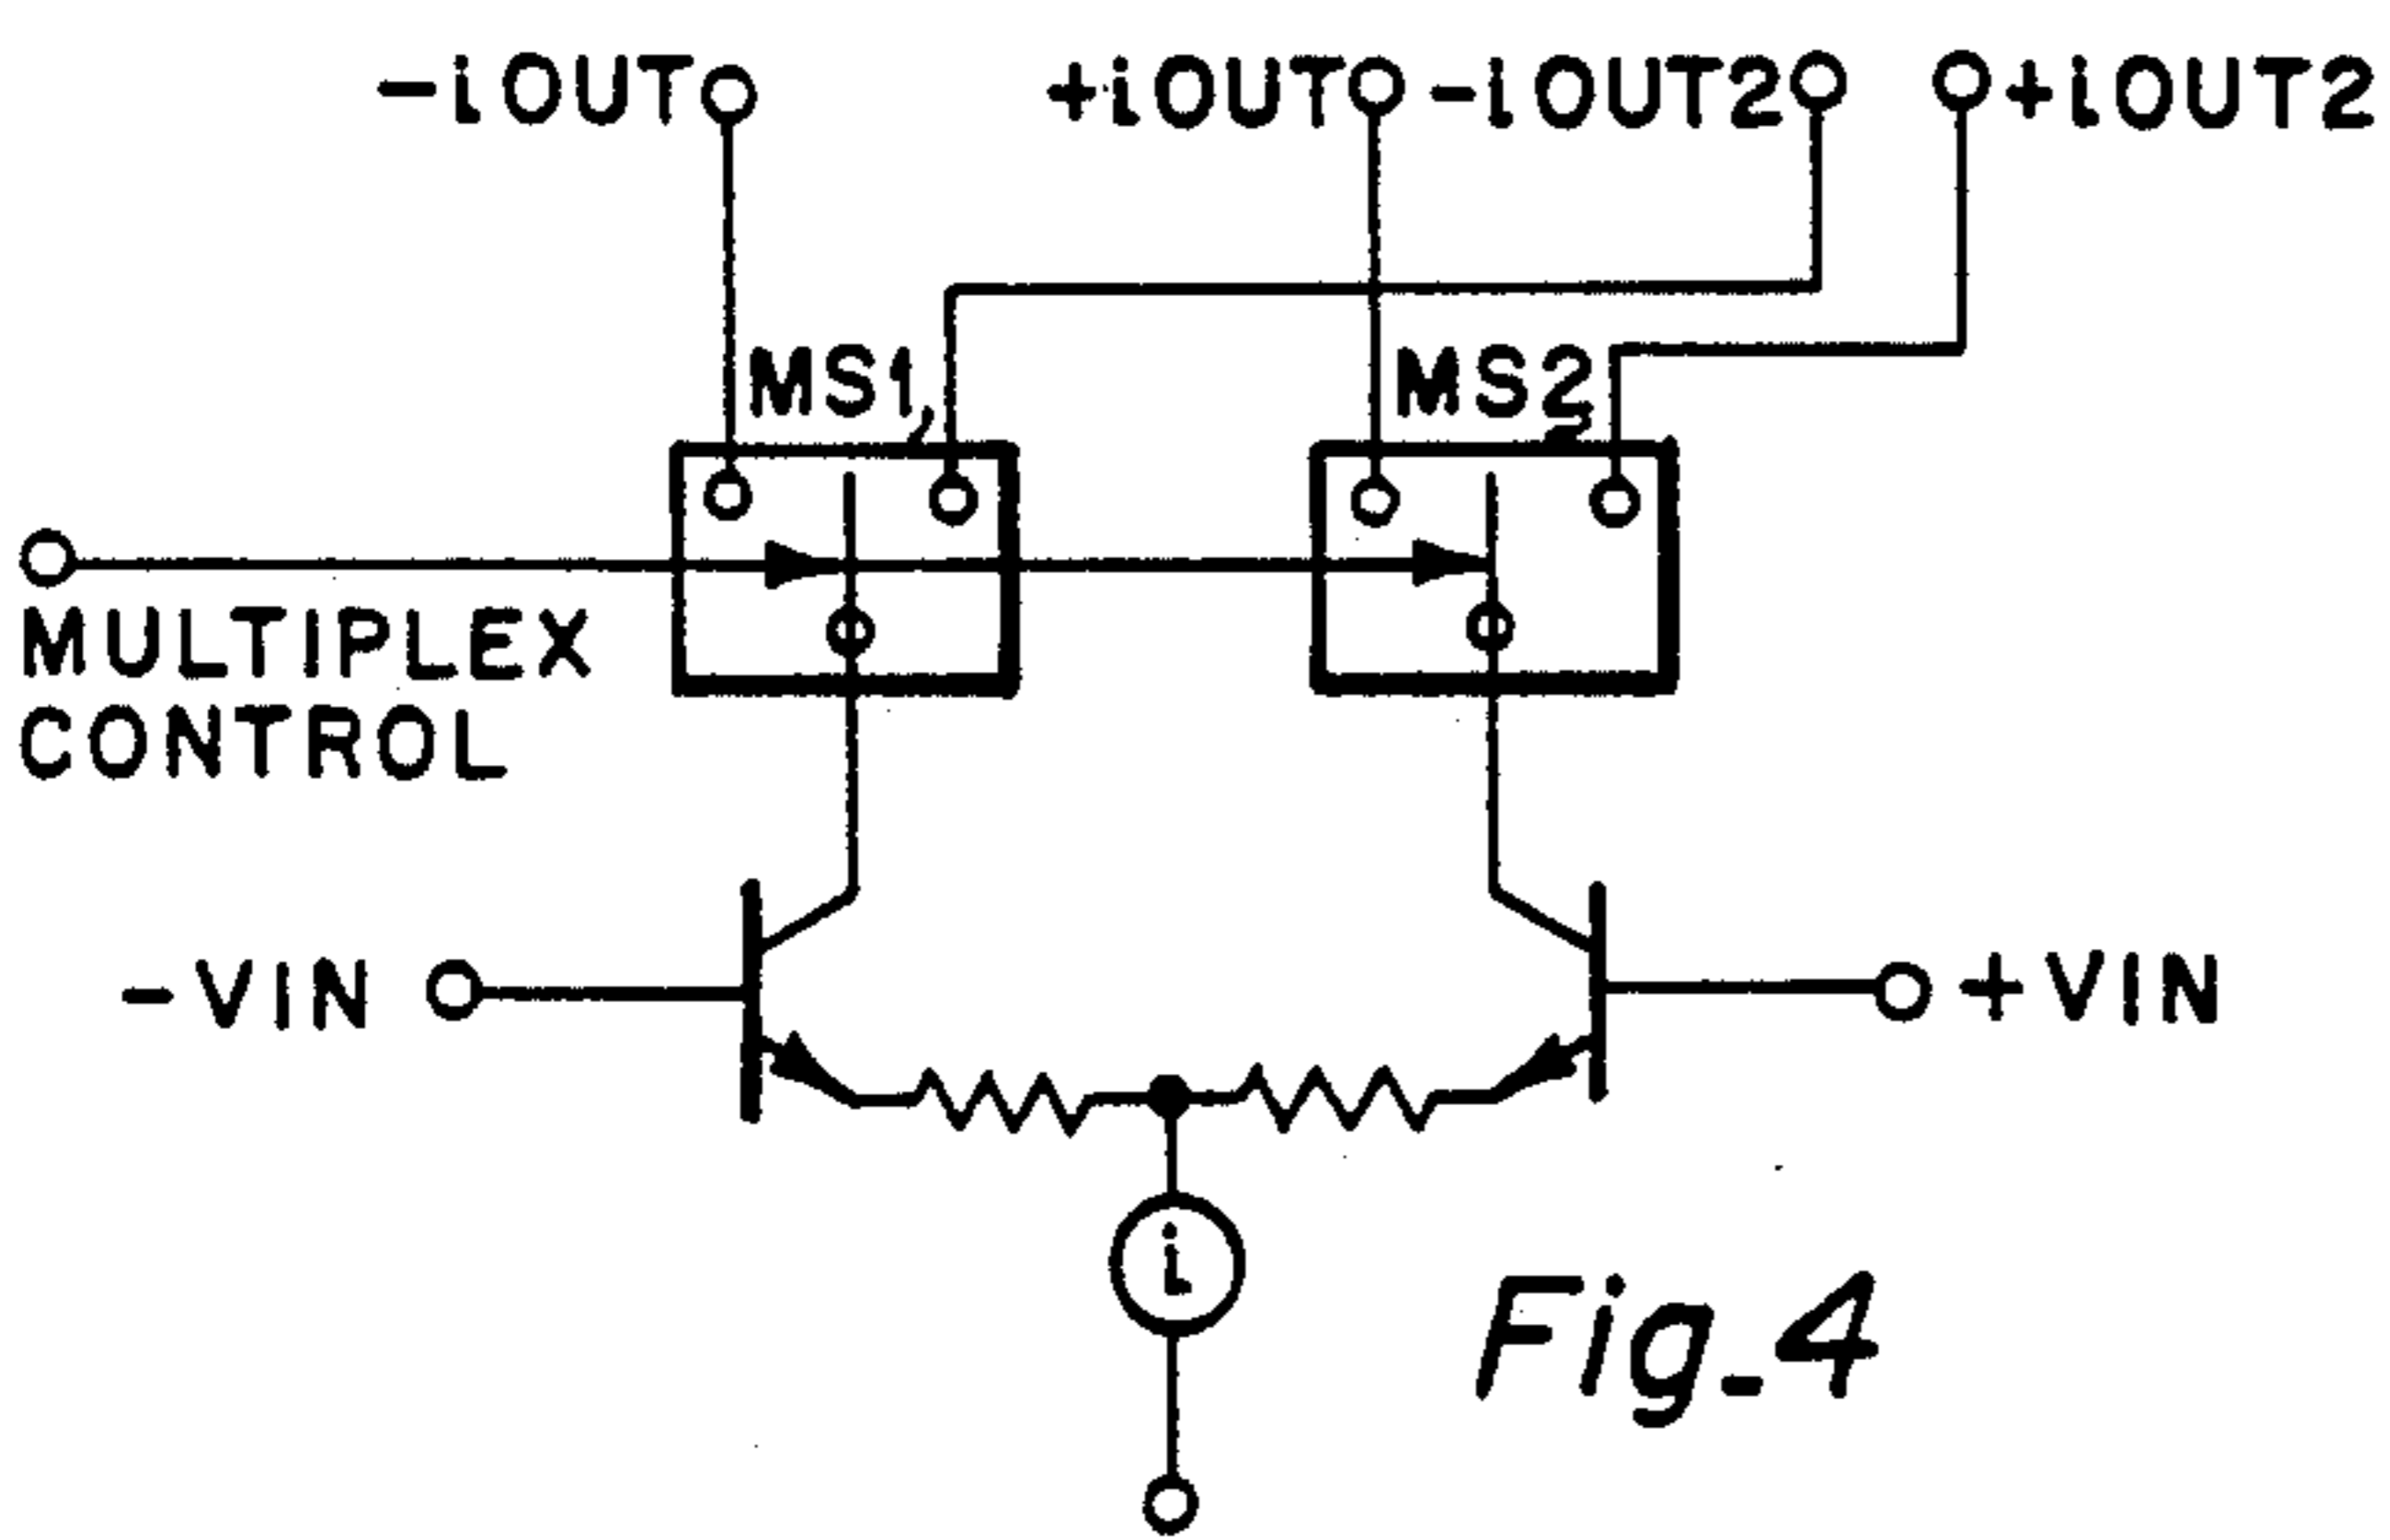 -iOUT
+iOUT
-iOUT2
+iOUT2
MS1
MS2
MULTIPLEX
CONTROL
-VIN
+VIN
i
Fig-4